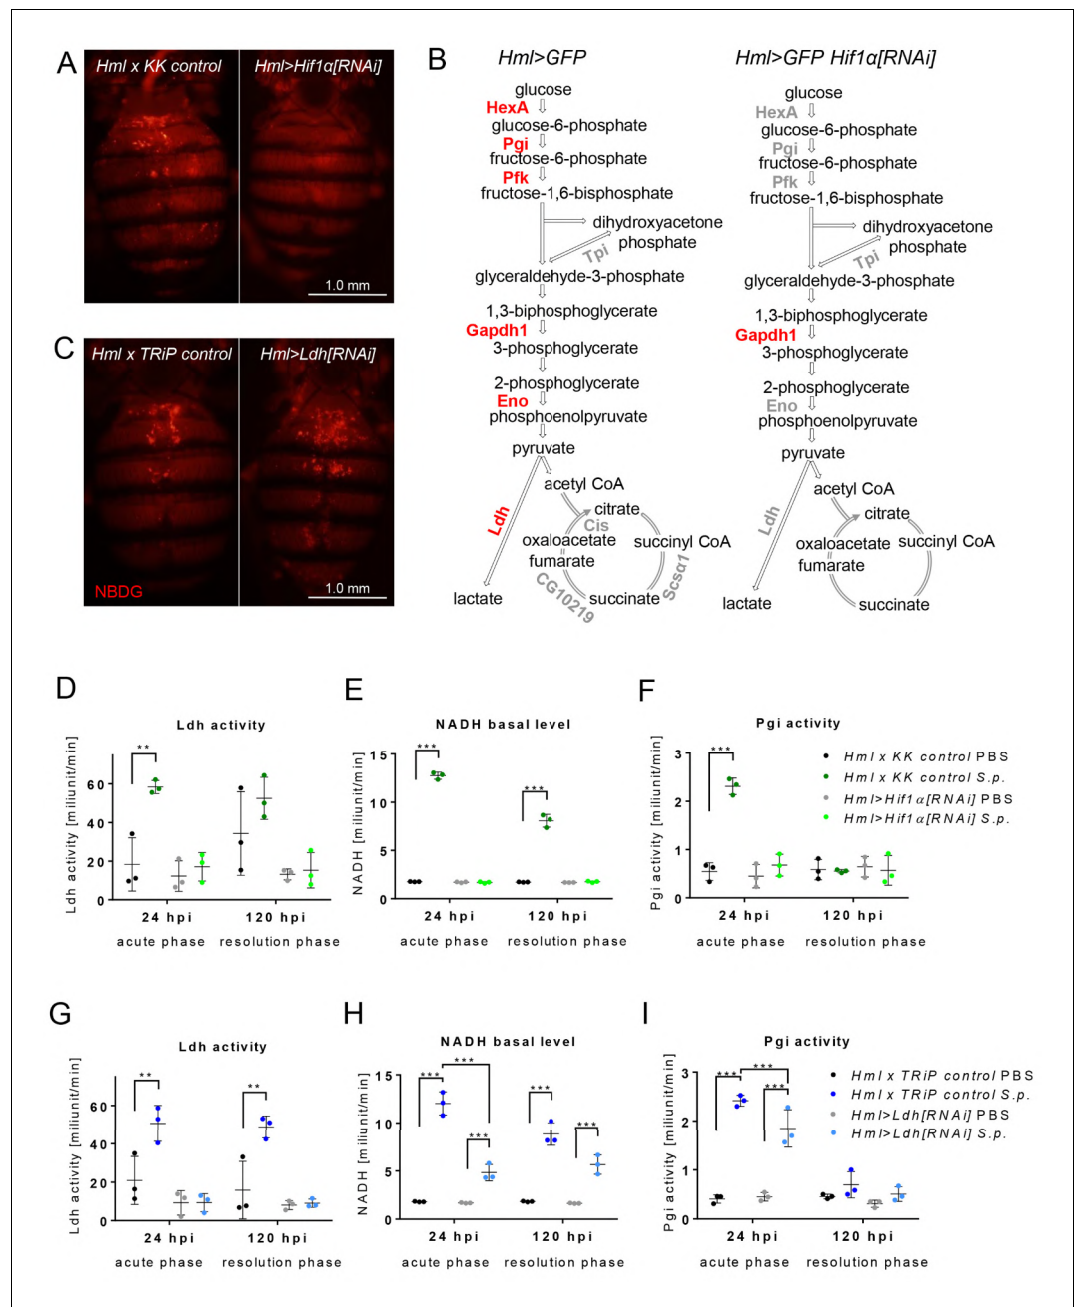 A
Hml x KK control
Hml>Hif1α[RNAi]
1.0 mm
C
Hml x TRiP control
Hml>Ldh[RNAi]
NBDG
1.0 mm
B
Hml>GFP
glucose
HexA
glucose-6-phosphate
Pgi
fructose-6-phosphate
Pfk
fructose-1,6-bisphosphate
dihydroxyacetone
phosphate
Tpi
glyceraldehyde-3-phosphate
1,3-biphosphoglycerate
Gapdh1
3-phosphoglycerate
2-phosphoglycerate
Eno
phosphoenolpyruvate
pyruvate
acetyl CoA
Ldh
citrate
Cis
oxaloacetate
succinyl CoA
fumarate
CG10219
Scsα1
lactate
succinate
Hml>GFP Hif1α[RNAi]
glucose
HexA
glucose-6-phosphate
Pgi
fructose-6-phosphate
Pfk
fructose-1,6-bisphosphate
dihydroxyacetone
phosphate
Tpi
glyceraldehyde-3-phosphate
1,3-biphosphoglycerate
Gapdh1
3-phosphoglycerate
2-phosphoglycerate
Eno
phosphoenolpyruvate
pyruvate
acetyl CoA
Ldh
citrate
oxaloacetate
succinyl CoA
fumarate
lactate
succinate
D
Ldh activity
Ldh activity [miliunit/min]
60
40
20
0
**
24 hpi
120 hpi
acute phase
resolution phase
E
NADH basal level
NADH [miliunit/min]
15
10
5
0
***
***
24 hpi
120 hpi
acute phase
resolution phase
F
Pgi activity
Pgi activity [miliunit/min]
3
2
1
0
***
24 hpi
120 hpi
acute phase
resolution phase
Hml x KK control PBS
Hml x KK control S.p.
Hml>Hif1α[RNAi] PBS
Hml>Hif1α[RNAi] S.p.
G
Ldh activity
Ldh activity [miliunit/min]
60
40
20
0
**
**
24 hpi
120 hpi
acute phase
resolution phase
H
NADH basal level
NADH [miliunit/min]
15
10
5
0
***
***
***
***
***
24 hpi
120 hpi
acute phase
resolution phase
I
Pgi activity
Pgi activity [miliunit/min]
3
2
1
0
***
***
***
24 hpi
120 hpi
acute phase
resolution phase
Hml x TRiP control PBS
Hml x TRiP control S.p.
Hml>Ldh[RNAi] PBS
Hml>Ldh[RNAi] S.p.